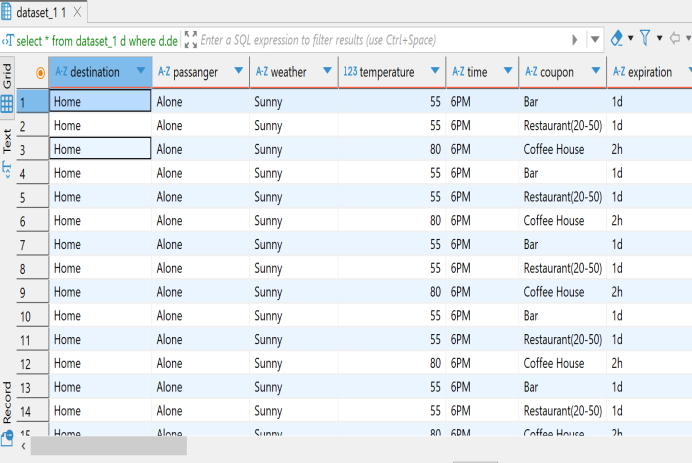 dataset_1 1
select * from dataset_1 d where d.de Enter a SQL expression to filter results (use Ctrl+Space)
Grid
Text
Record
A-Z destination A-Z passanger A-Z weather 123 temperature A-Z time A-Z coupon A-Z expiration
1 Home Alone Sunny 55 6PM Bar 1d
2 Home Alone Sunny 55 6PM Restaurant(20-50) 1d
3 Home Alone Sunny 80 6PM Coffee House 2h
4 Home Alone Sunny 55 6PM Bar 1d
5 Home Alone Sunny 55 6PM Restaurant(20-50) 1d
6 Home Alone Sunny 80 6PM Coffee House 2h
7 Home Alone Sunny 55 6PM Bar 1d
8 Home Alone Sunny 55 6PM Restaurant(20-50) 1d
9 Home Alone Sunny 80 6PM Coffee House 2h
10 Home Alone Sunny 55 6PM Bar 1d
11 Home Alone Sunny 55 6PM Restaurant(20-50) 1d
12 Home Alone Sunny 80 6PM Coffee House 2h
13 Home Alone Sunny 55 6PM Bar 1d
14 Home Alone Sunny 55 6PM Restaurant(20-50) 1d
15 Home Alone Sunny 80 6PM Coffee House 2h